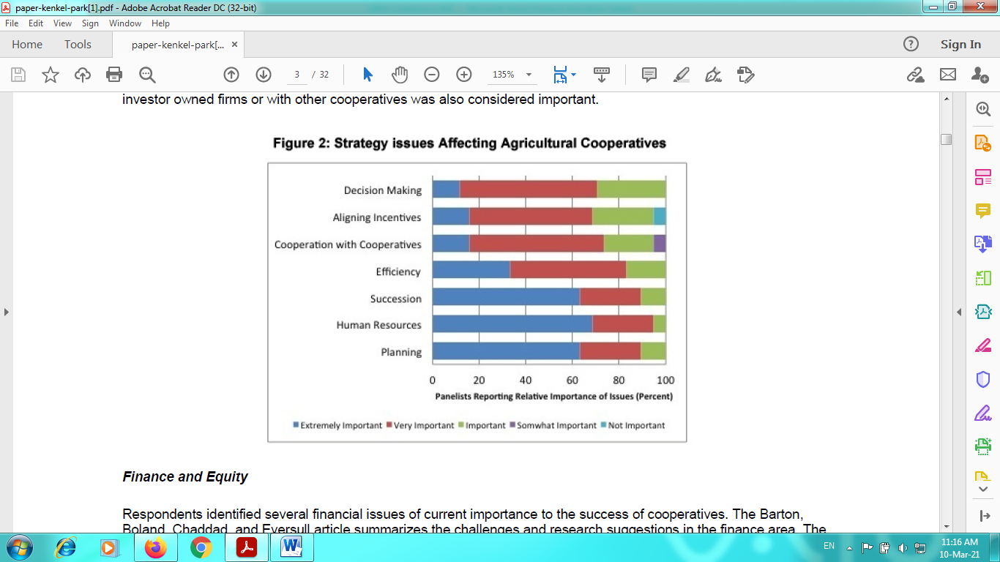 paper-kenkel-park[1].pdf - Adobe Acrobat Reader DC (32-bit)
File Edit View Sign Window Help
Home Tools paper-kenkel-park[... × Sign In
3 / 32 135%
investor owned firms or with other cooperatives was also considered important.
Figure 2: Strategy issues Affecting Agricultural Cooperatives
Decision Making
Aligning Incentives
Cooperation with Cooperatives
Efficiency
Succession
Human Resources
Planning
0 20 40 60 80 100
Panelists Reporting Relative Importance of Issues (Percent)
Extremely Important Very Important Important Somwhat Important Not Important
Finance and Equity
Respondents identified several financial issues of current importance to the success of cooperatives. The Barton,
Boland, Chaddad, and Eversull article summarizes the challenges and research suggestions in the finance area. The
EN 11:16 AM
10-Mar-21